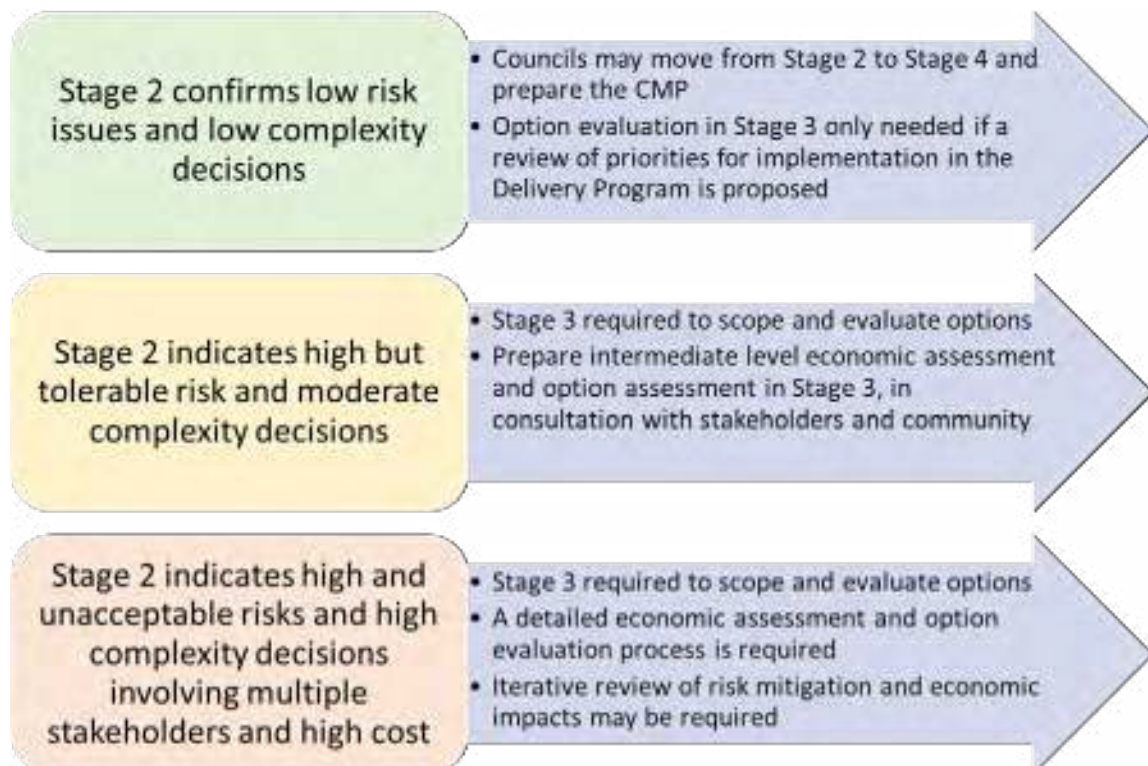 Stage 2 confirms low risk
issues and low complexity
decisions
• Councils may move from Stage 2 to Stage 4 and
prepare the CMP
• Option evaluation in Stage 3 only needed if a
review of priorities for implementation in the
Delivery Program is proposed
Stage 2 indicates high but
tolerable risk and moderate
complexity decisions
• Stage 3 required to scope and evaluate options
• Prepare intermediate level economic assessment
and option assessment in Stage 3, in
consultation with stakeholders and community
Stage 2 indicates high and
unacceptable risks and high
complexity decisions
involving multiple
stakeholders and high cost
• Stage 3 required to scope and evaluate options
• A detailed economic assessment and option
evaluation process is required
• Iterative review of risk mitigation and economic
impacts may be required